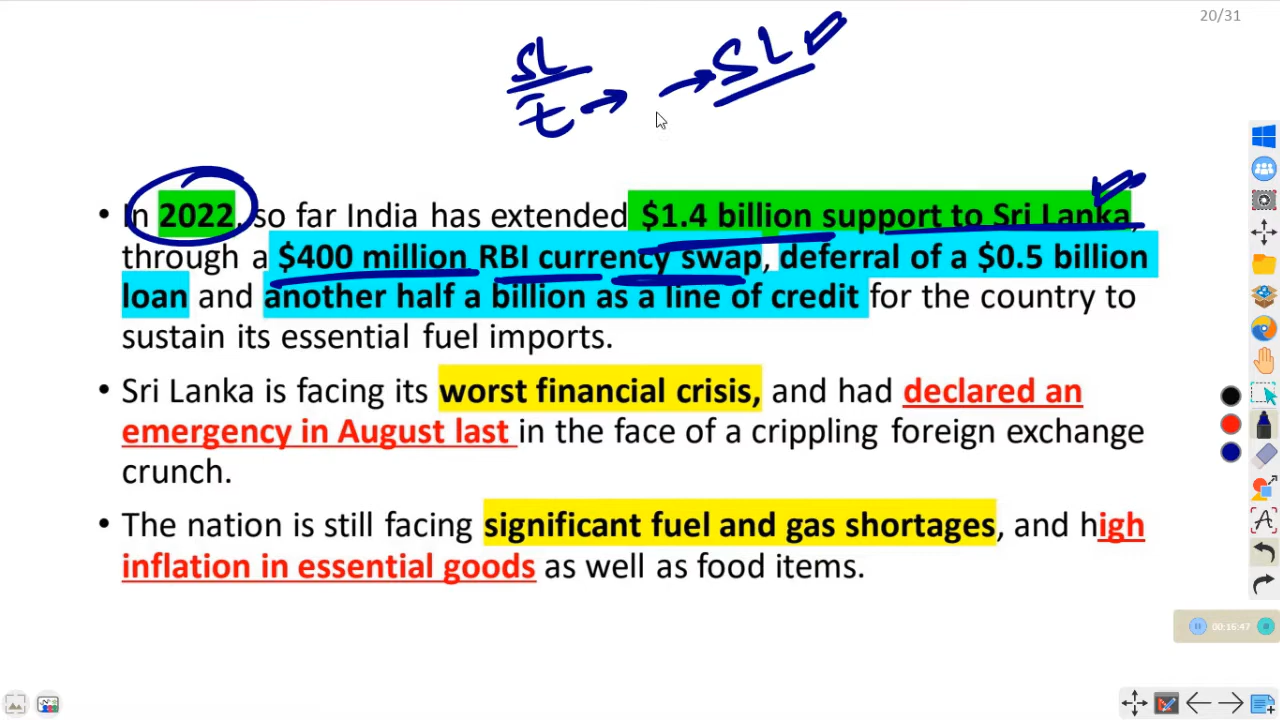 20/31
SL
SL
• In 2022, so far India has extended $1.4 billion support to Sri Lanka,
through a $400 million RBI currency swap, deferral of a $0.5 billion
loan and another half a billion as a line of credit for the country to
sustain its essential fuel imports.
• Sri Lanka is facing its worst financial crisis, and had declared an
emergency in August last in the face of a crippling foreign exchange
crunch.
• The nation is still facing significant fuel and gas shortages, and high
inflation in essential goods as well as food items.
00:16:47